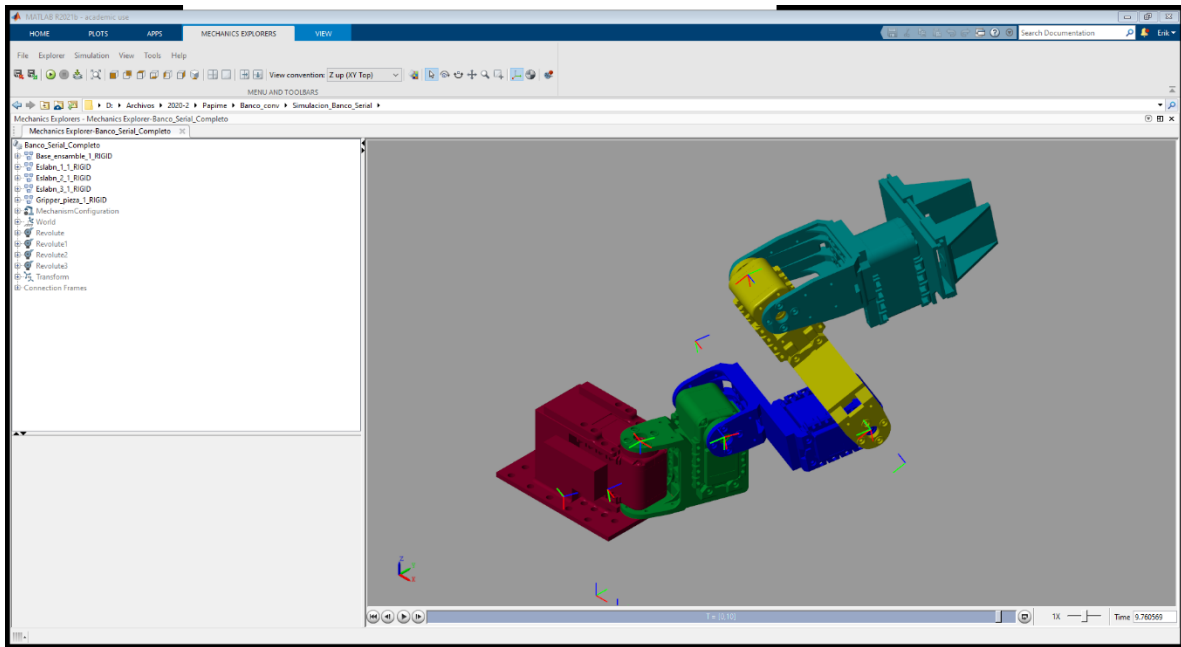 MATLAB R2021b - academic use
HOME PLOTS APPS MECHANICS EXPLORERS VIEW Search Documentation Erik
File Explorer Simulation View Tools Help
View convention: Z up (XY Top)
MENU AND TOOLBARS
D: Archivos 2020-2 Papime Banco_conv Simulacion_Banco_Serial
Mechanics Explorers - Mechanics Explorer-Banco_Serial_Completo
Mechanics Explorer-Banco_Serial_Completo
Banco_Serial_Completo
Base_ensamble_1_RIGID
Eslabn_1_1_RIGID
Eslabn_2_1_RIGID
Eslabn_3_1_RIGID
Gripper_pieza_1_RIGID
MechanismConfiguration
World
Revolute
Revolute1
Revolute2
Revolute3
Transform
Connection Frames
Z
Y
X
T = [0,10] 1X Time 9.760569